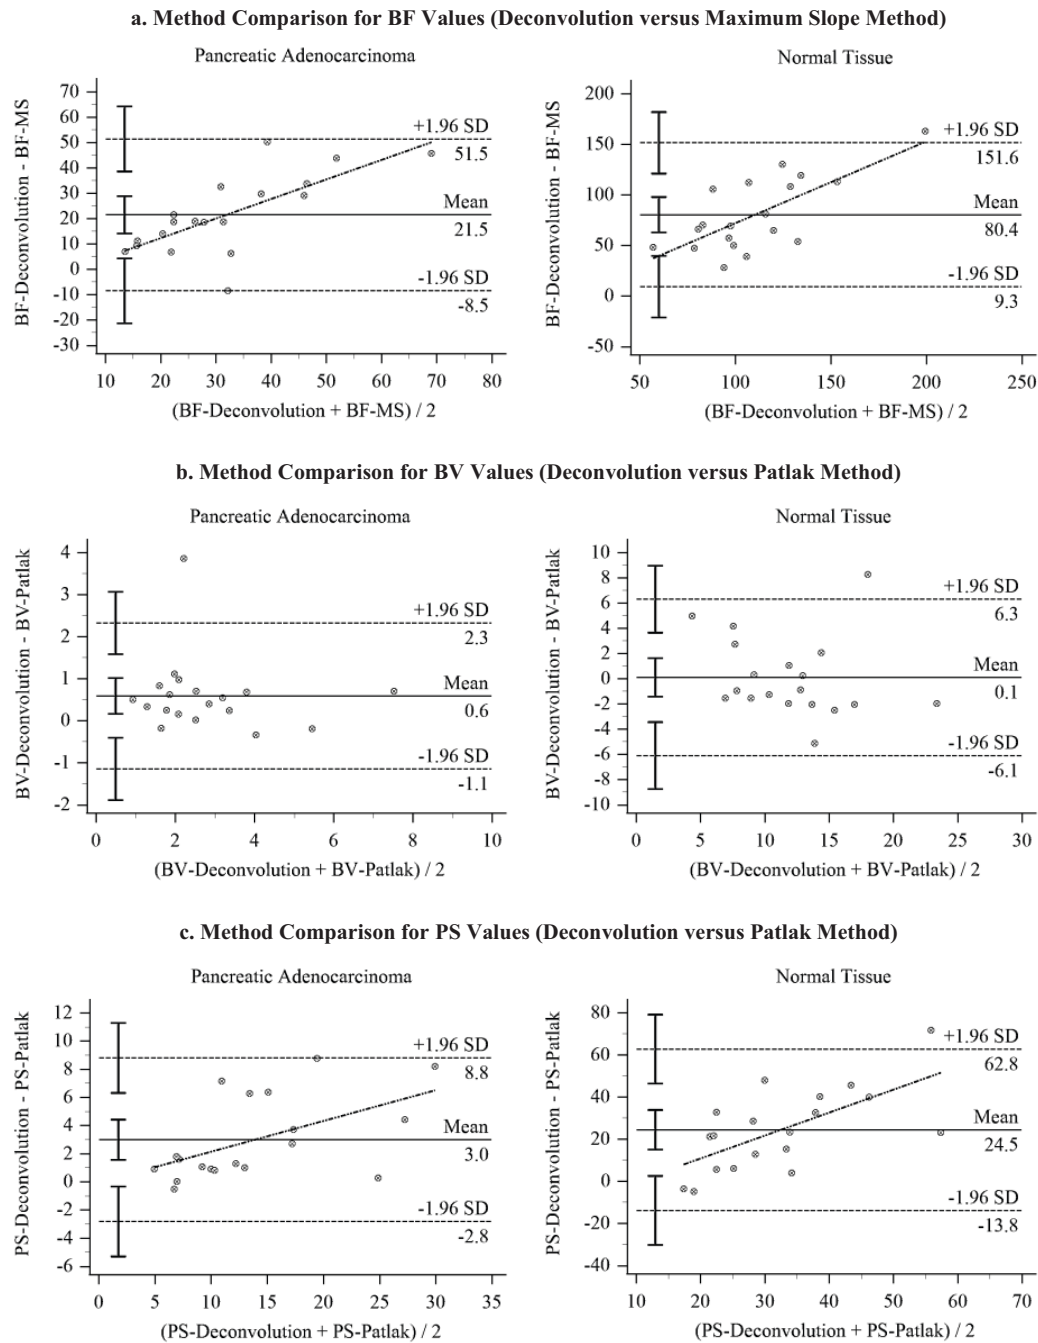 a. Method Comparison for BF Values (Deconvolution versus Maximum Slope Method)
Pancreatic Adenocarcinoma
BF-Deconvolution - BF-MS
70
60
50
40
30
20
10
0
-10
-20
-30
+1.96 SD
51.5
Mean
21.5
-1.96 SD
-8.5
10 20 30 40 50 60 70 80
(BF-Deconvolution + BF-MS) / 2
Normal Tissue
BF-Deconvolution - BF-MS
200
150
100
50
0
-50
+1.96 SD
151.6
Mean
80.4
-1.96 SD
9.3
50 100 150 200 250
(BF-Deconvolution + BF-MS) / 2
b. Method Comparison for BV Values (Deconvolution versus Patlak Method)
Pancreatic Adenocarcinoma
BV-Deconvolution - BV-Patlak
4
3
2
1
0
-1
-2
+1.96 SD
2.3
Mean
0.6
-1.96 SD
-1.1
0 2 4 6 8 10
(BV-Deconvolution + BV-Patlak) / 2
Normal Tissue
BV-Deconvolution - BV-Patlak
10
8
6
4
2
0
-2
-4
-6
-8
-10
+1.96 SD
6.3
Mean
0.1
-1.96 SD
-6.1
0 5 10 15 20 25 30
(BV-Deconvolution + BV-Patlak) / 2
c. Method Comparison for PS Values (Deconvolution versus Patlak Method)
Pancreatic Adenocarcinoma
PS-Deconvolution - PS-Patlak
12
10
8
6
4
2
0
-2
-4
-6
+1.96 SD
8.8
Mean
3.0
-1.96 SD
-2.8
0 5 10 15 20 25 30 35
(PS-Deconvolution + PS-Patlak) / 2
Normal Tissue
PS-Deconvolution - PS-Patlak
80
60
40
20
0
-20
-40
+1.96 SD
62.8
Mean
24.5
-1.96 SD
-13.8
10 20 30 40 50 60 70
(PS-Deconvolution + PS-Patlak) / 2